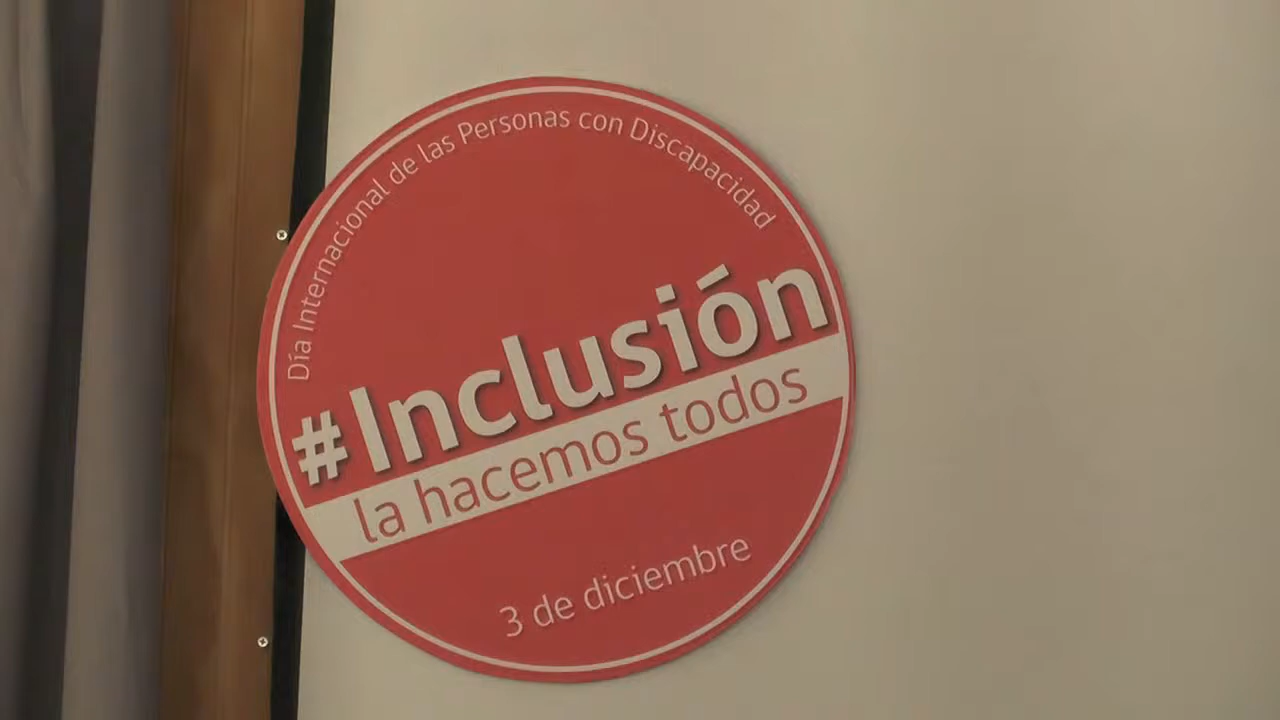 Día Internacional de las Personas con Discapacidad
#Inclusión
la hacemos todos
3 de diciembre